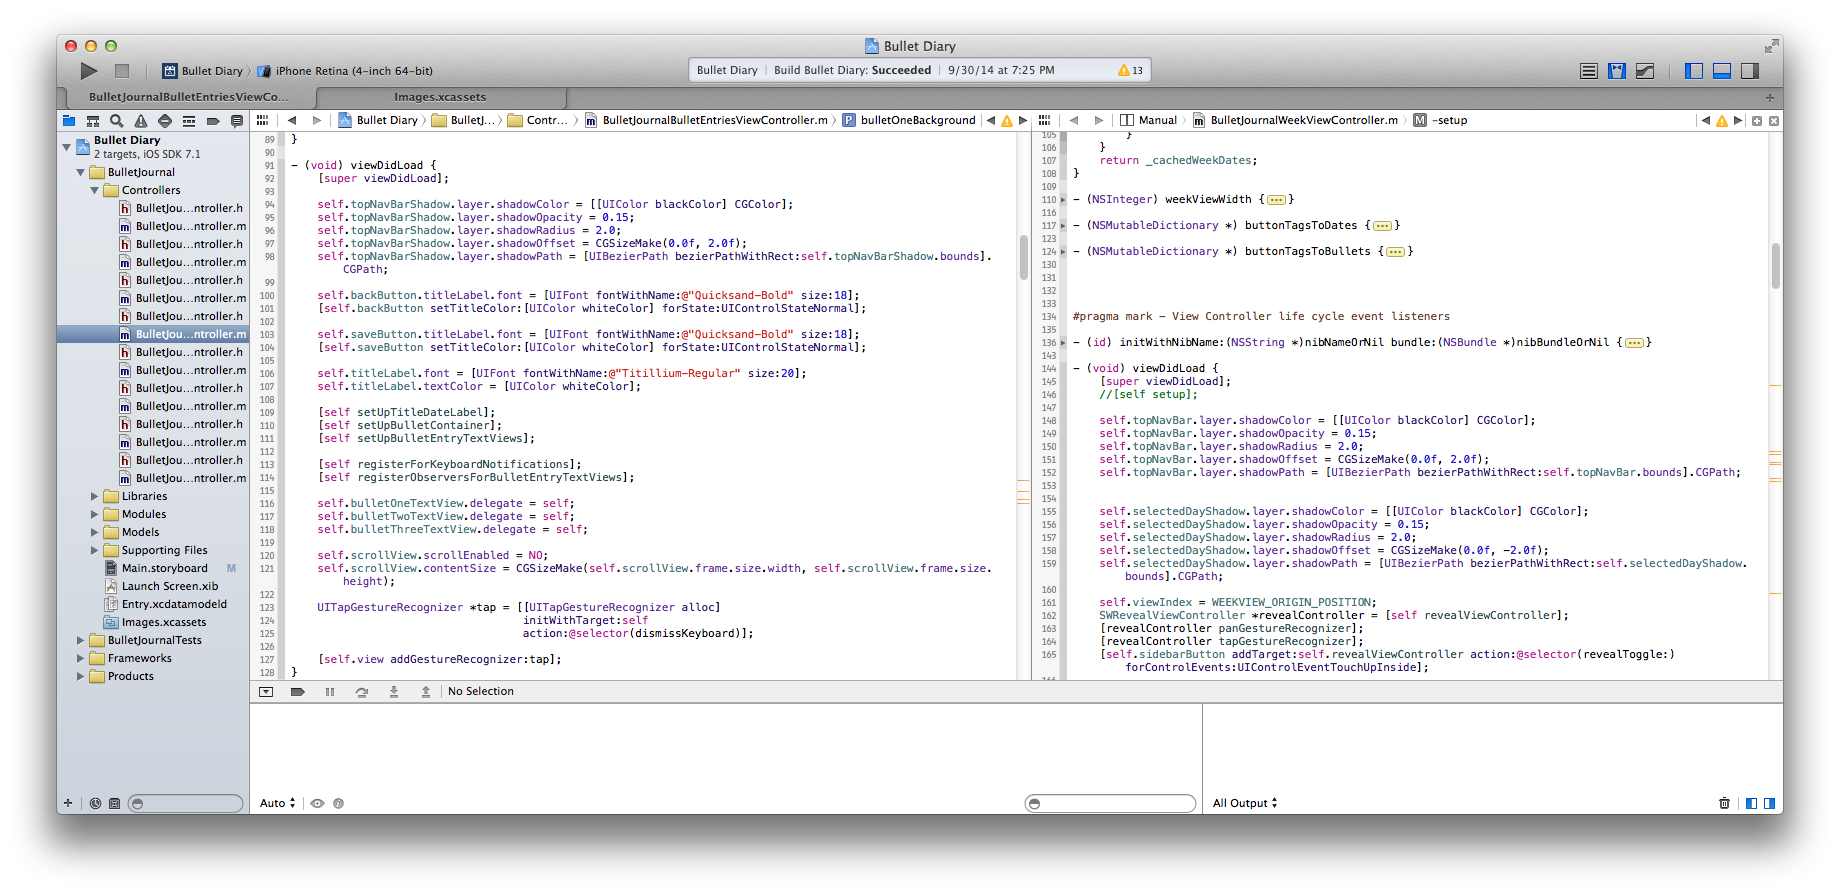 Bullet Diary
Bullet Diary iPhone Retina (4-inch 64-bit)
Bullet Diary | Build Bullet Diary: Succeeded | 9/30/14 at 7:25 PM 13
BulletJournalBulletEntriesViewCo...
Images.xcassets
Bullet Diary
2 targets, iOS SDK 7.1
BulletJournal
Controllers
BulletJou...ntroller.h
BulletJou...ntroller.m
BulletJou...ntroller.h
BulletJou...ntroller.m
BulletJou...ntroller.h
BulletJou...ntroller.m
BulletJou...ntroller.h
BulletJou...ntroller.m
BulletJou...ntroller.h
BulletJou...ntroller.m
BulletJou...ntroller.h
BulletJou...ntroller.m
BulletJou...ntroller.h
BulletJou...ntroller.m
BulletJou...ntroller.h
BulletJou...ntroller.m
Libraries
Modules
Models
Supporting Files
Main.storyboard M
Launch Screen.xib
Entry.xcdatamodeld
Images.xcassets
BulletJournalTests
Frameworks
Products
Bullet Diary BulletJ... Contr... BulletJournalBulletEntriesViewController.m P bulletOneBackground
89 }
90
91 - (void) viewDidLoad {
92 [super viewDidLoad];
93
94 self.topNavBarShadow.layer.shadowColor = [[UIColor blackColor] CGColor];
95 self.topNavBarShadow.layer.shadowOpacity = 0.15;
96 self.topNavBarShadow.layer.shadowRadius = 2.0;
97 self.topNavBarShadow.layer.shadowOffset = CGSizeMake(0.0f, 2.0f);
98 self.topNavBarShadow.layer.shadowPath = [UIBezierPath bezierPathWithRect:self.topNavBarShadow.bounds].
CGPath;
99
100 self.backButton.titleLabel.font = [UIFont fontWithName:@"Quicksand-Bold" size:18];
101 [self.backButton setTitleColor:[UIColor whiteColor] forState:UIControlStateNormal];
102
103 self.saveButton.titleLabel.font = [UIFont fontWithName:@"Quicksand-Bold" size:18];
104 [self.saveButton setTitleColor:[UIColor whiteColor] forState:UIControlStateNormal];
105
106 self.titleLabel.font = [UIFont fontWithName:@"Titillium-Regular" size:20];
107 self.titleLabel.textColor = [UIColor whiteColor];
108
109 [self setUpTitleDateLabel];
110 [self setUpBulletContainer];
111 [self setUpBulletEntryTextViews];
112
113 [self registerForKeyboardNotifications];
114 [self registerObserversForBulletEntryTextViews];
115
116 self.bulletOneTextView.delegate = self;
117 self.bulletTwoTextView.delegate = self;
118 self.bulletThreeTextView.delegate = self;
119
120 self.scrollView.scrollEnabled = NO;
121 self.scrollView.contentSize = CGSizeMake(self.scrollView.frame.size.width, self.scrollView.frame.size.
height);
122
123 UITapGestureRecognizer *tap = [[UITapGestureRecognizer alloc]
124 initWithTarget:self
125 action:@selector(dismissKeyboard)];
126
127 [self.view addGestureRecognizer:tap];
128 }
Manual BulletJournalWeekViewController.m M -setup
105 }
106 }
107 return _cachedWeekDates;
108 }
109
110 - (NSInteger) weekViewWidth {...}
116
117 - (NSMutableDictionary *) buttonTagsToDates {...}
123
124 - (NSMutableDictionary *) buttonTagsToBullets {...}
130
131
132
133
134 #pragma mark - View Controller life cycle event listeners
135
136 - (id) initWithNibName:(NSString *)nibNameOrNil bundle:(NSBundle *)nibBundleOrNil {...}
143
144 - (void) viewDidLoad {
145 [super viewDidLoad];
146 //[self setup];
147
148 self.topNavBar.layer.shadowColor = [[UIColor blackColor] CGColor];
149 self.topNavBar.layer.shadowOpacity = 0.15;
150 self.topNavBar.layer.shadowRadius = 2.0;
151 self.topNavBar.layer.shadowOffset = CGSizeMake(0.0f, 2.0f);
152 self.topNavBar.layer.shadowPath = [UIBezierPath bezierPathWithRect:self.topNavBar.bounds].CGPath;
153
154
155 self.selectedDayShadow.layer.shadowColor = [[UIColor blackColor] CGColor];
156 self.selectedDayShadow.layer.shadowOpacity = 0.15;
157 self.selectedDayShadow.layer.shadowRadius = 2.0;
158 self.selectedDayShadow.layer.shadowOffset = CGSizeMake(0.0f, -2.0f);
159 self.selectedDayShadow.layer.shadowPath = [UIBezierPath bezierPathWithRect:self.selectedDayShadow.
bounds].CGPath;
160
161 self.viewIndex = WEEKVIEW_ORIGIN_POSITION;
162 SWRevealViewController *revealController = [self revealViewController];
163 [revealController panGestureRecognizer];
164 [revealController tapGestureRecognizer];
165 [self.sidebarButton addTarget:self.revealViewController action:@selector(revealToggle:)
forControlEvents:UIControlEventTouchUpInside];
166
No Selection
Auto
All Output